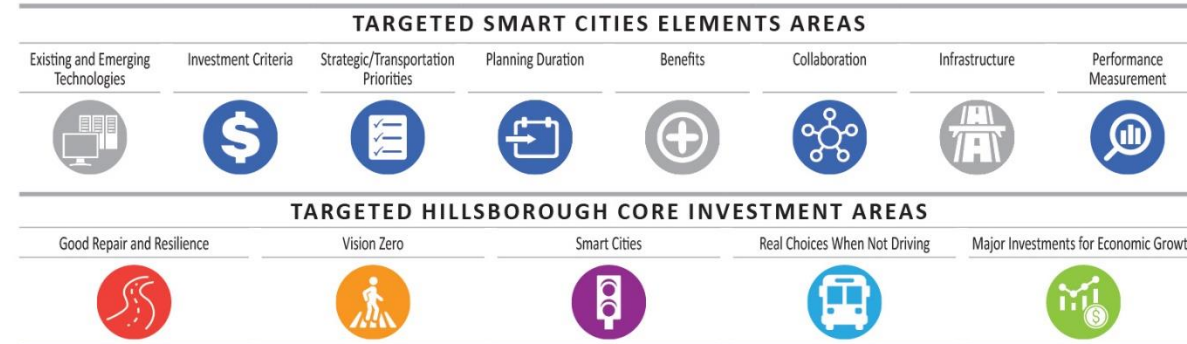 TARGETED SMART CITIES ELEMENTS AREAS
Existing and Emerging
Technologies
Investment Criteria
Strategic/Transportation
Priorities
Planning Duration
Benefits
Collaboration
Infrastructure
Performance
Measurement
$
TARGETED HILLSBOROUGH CORE INVESTMENT AREAS
Good Repair and Resilience
Vision Zero
Smart Cities
Real Choices When Not Driving
Major Investments for Economic Growth
$